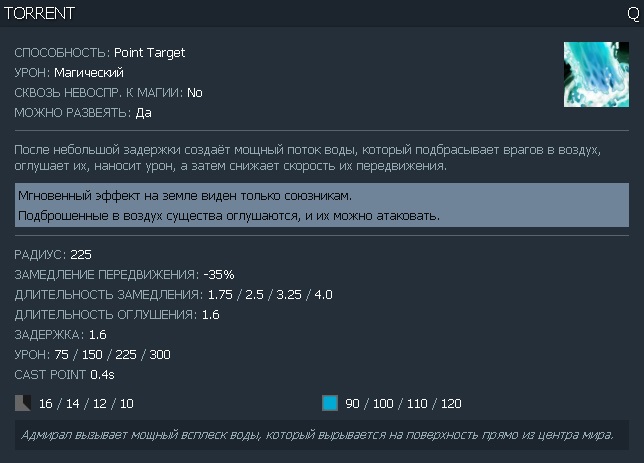 TORRENT Q
СПОСОБНОСТЬ: Point Target
УРОН: Магический
СКВОЗЬ НЕВОСПР. К МАГИИ: No
МОЖНО РАЗВЕЯТЬ: Да
После небольшой задержки создаёт мощный поток воды, который подбрасывает врагов в воздух,
оглушает их, наносит урон, а затем снижает скорость их передвижения.
Мгновенный эффект на земле виден только союзникам.
Подброшенные в воздух существа оглушаются, и их можно атаковать.
РАДИУС: 225
ЗАМЕДЛЕНИЕ ПЕРЕДВИЖЕНИЯ: -35%
ДЛИТЕЛЬНОСТЬ ЗАМЕДЛЕНИЯ: 1.75 / 2.5 / 3.25 / 4.0
ДЛИТЕЛЬНОСТЬ ОГЛУШЕНИЯ: 1.6
ЗАДЕРЖКА: 1.6
УРОН: 75 / 150 / 225 / 300
CAST POINT 0.4s
16 / 14 / 12 / 10 90 / 100 / 110 / 120
Адмирал вызывает мощный всплеск воды, который вырывается на поверхность прямо из центра мира.